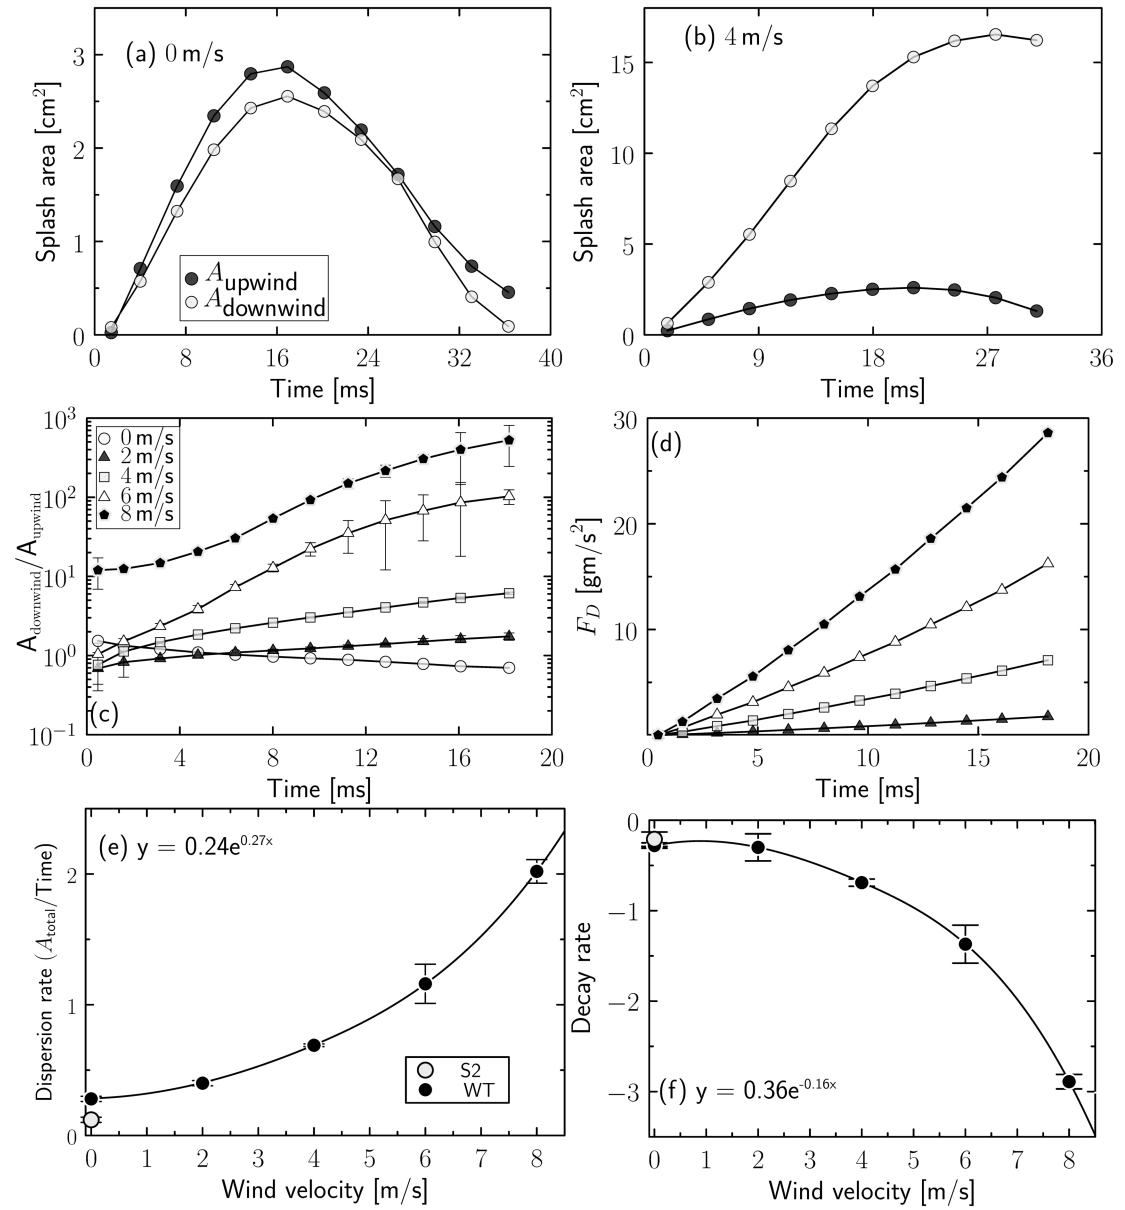 (a) 0 m/s
Splash area [cm²]
3
2
1
0
A upwind
A downwind
0 8 16 24 32 40
Time [ms]
(b) 4 m/s
Splash area [cm²]
15
10
5
0
0 9 18 27 36
Time [ms]
10³
10²
10¹
10⁰
10⁻¹
A downwind/A upwind
0 m/s
2 m/s
4 m/s
6 m/s
8 m/s
(c)
0 4 8 12 16 20
Time [ms]
(d)
30
20
10
F_D [gm/s²]
0 5 10 15 20
Time [ms]
(e) y = 0.24e^0.27x
Dispersion rate (A total/Time)
2
1
0
S2
WT
0 1 2 3 4 5 6 7 8
Wind velocity [m/s]
0
−1
−2
−3
Decay rate
(f) y = 0.36e^-0.16x
0 1 2 3 4 5 6 7 8
Wind velocity [m/s]